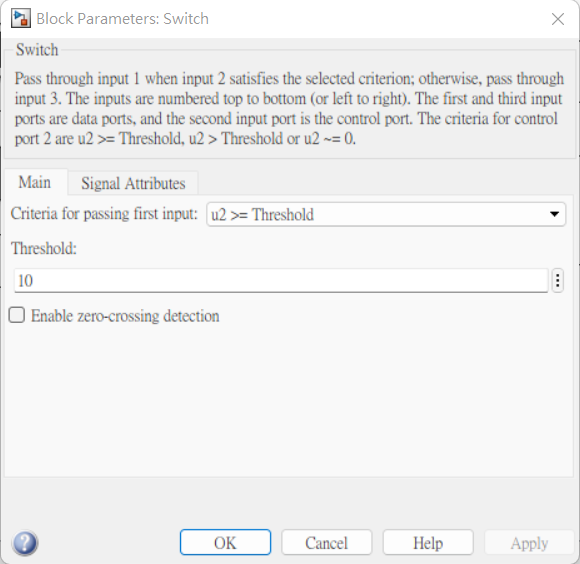 Block Parameters: Switch
Switch
Pass through input 1 when input 2 satisfies the selected criterion; otherwise, pass through
input 3. The inputs are numbered top to bottom (or left to right). The first and third input
ports are data ports, and the second input port is the control port. The criteria for control
port 2 are u2 >= Threshold, u2 > Threshold or u2 ~= 0.
Main Signal Attributes
Criteria for passing first input: u2 >= Threshold
Threshold:
10
Enable zero-crossing detection
? OK Cancel Help Apply